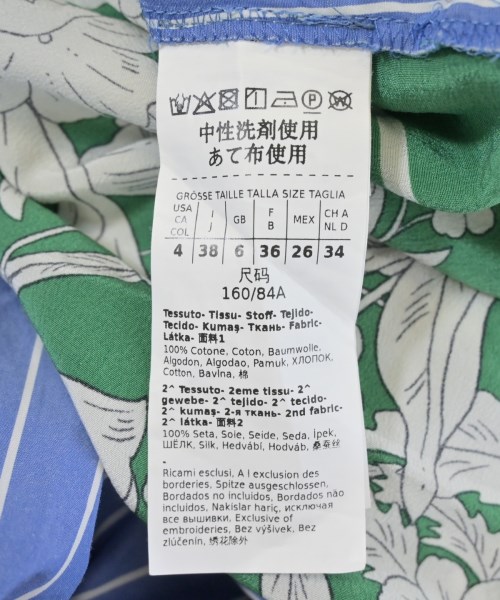 中性洗剤使用
あて布使用
GRÖSSE TAILLE TALLA SIZE TAGLIA
USA CA COL I J GB F B MEX CH A NL D
4 38 6 36 26 34
尺码
160/84A
Tessuto- Tissu- Stoff- Tejido-
Tecido- Kumaş- Ткань- Fabric-
Látka- 面料1
100% Cotone, Coton, Baumwolle,
Algodon, Algodao, Pamuk, ХЛОПОК,
Cotton, Bavlna, 棉
2^ Tessuto- 2eme tissu- 2^
gewebe- 2^ tejido- 2^ tecido-
2^ kumaş- 2-я ткань- 2nd fabric-
2^ látka- 面料2
100% Seta, Soie, Seide, Seda, İpek,
ШЁЛК, Silk, Hedvábí, Hodváb, 桑蚕丝
-
Ricami esclusi, A l exclusion des
borderies, Spitze ausgeschlossen,
Bordados no incluidos, Bordados não
incluidos, Nakislar hariç, исключая
все вышивки, Exclusive of
embroideries, Bez výšivek, Bez
zlúčenín, 绣花除外